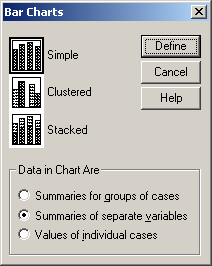 Bar Charts
Simple
Define
Cancel
Clustered
Help
Stacked
Data in Chart Are
Summaries for groups of cases
Summaries of separate variables
Values of individual cases